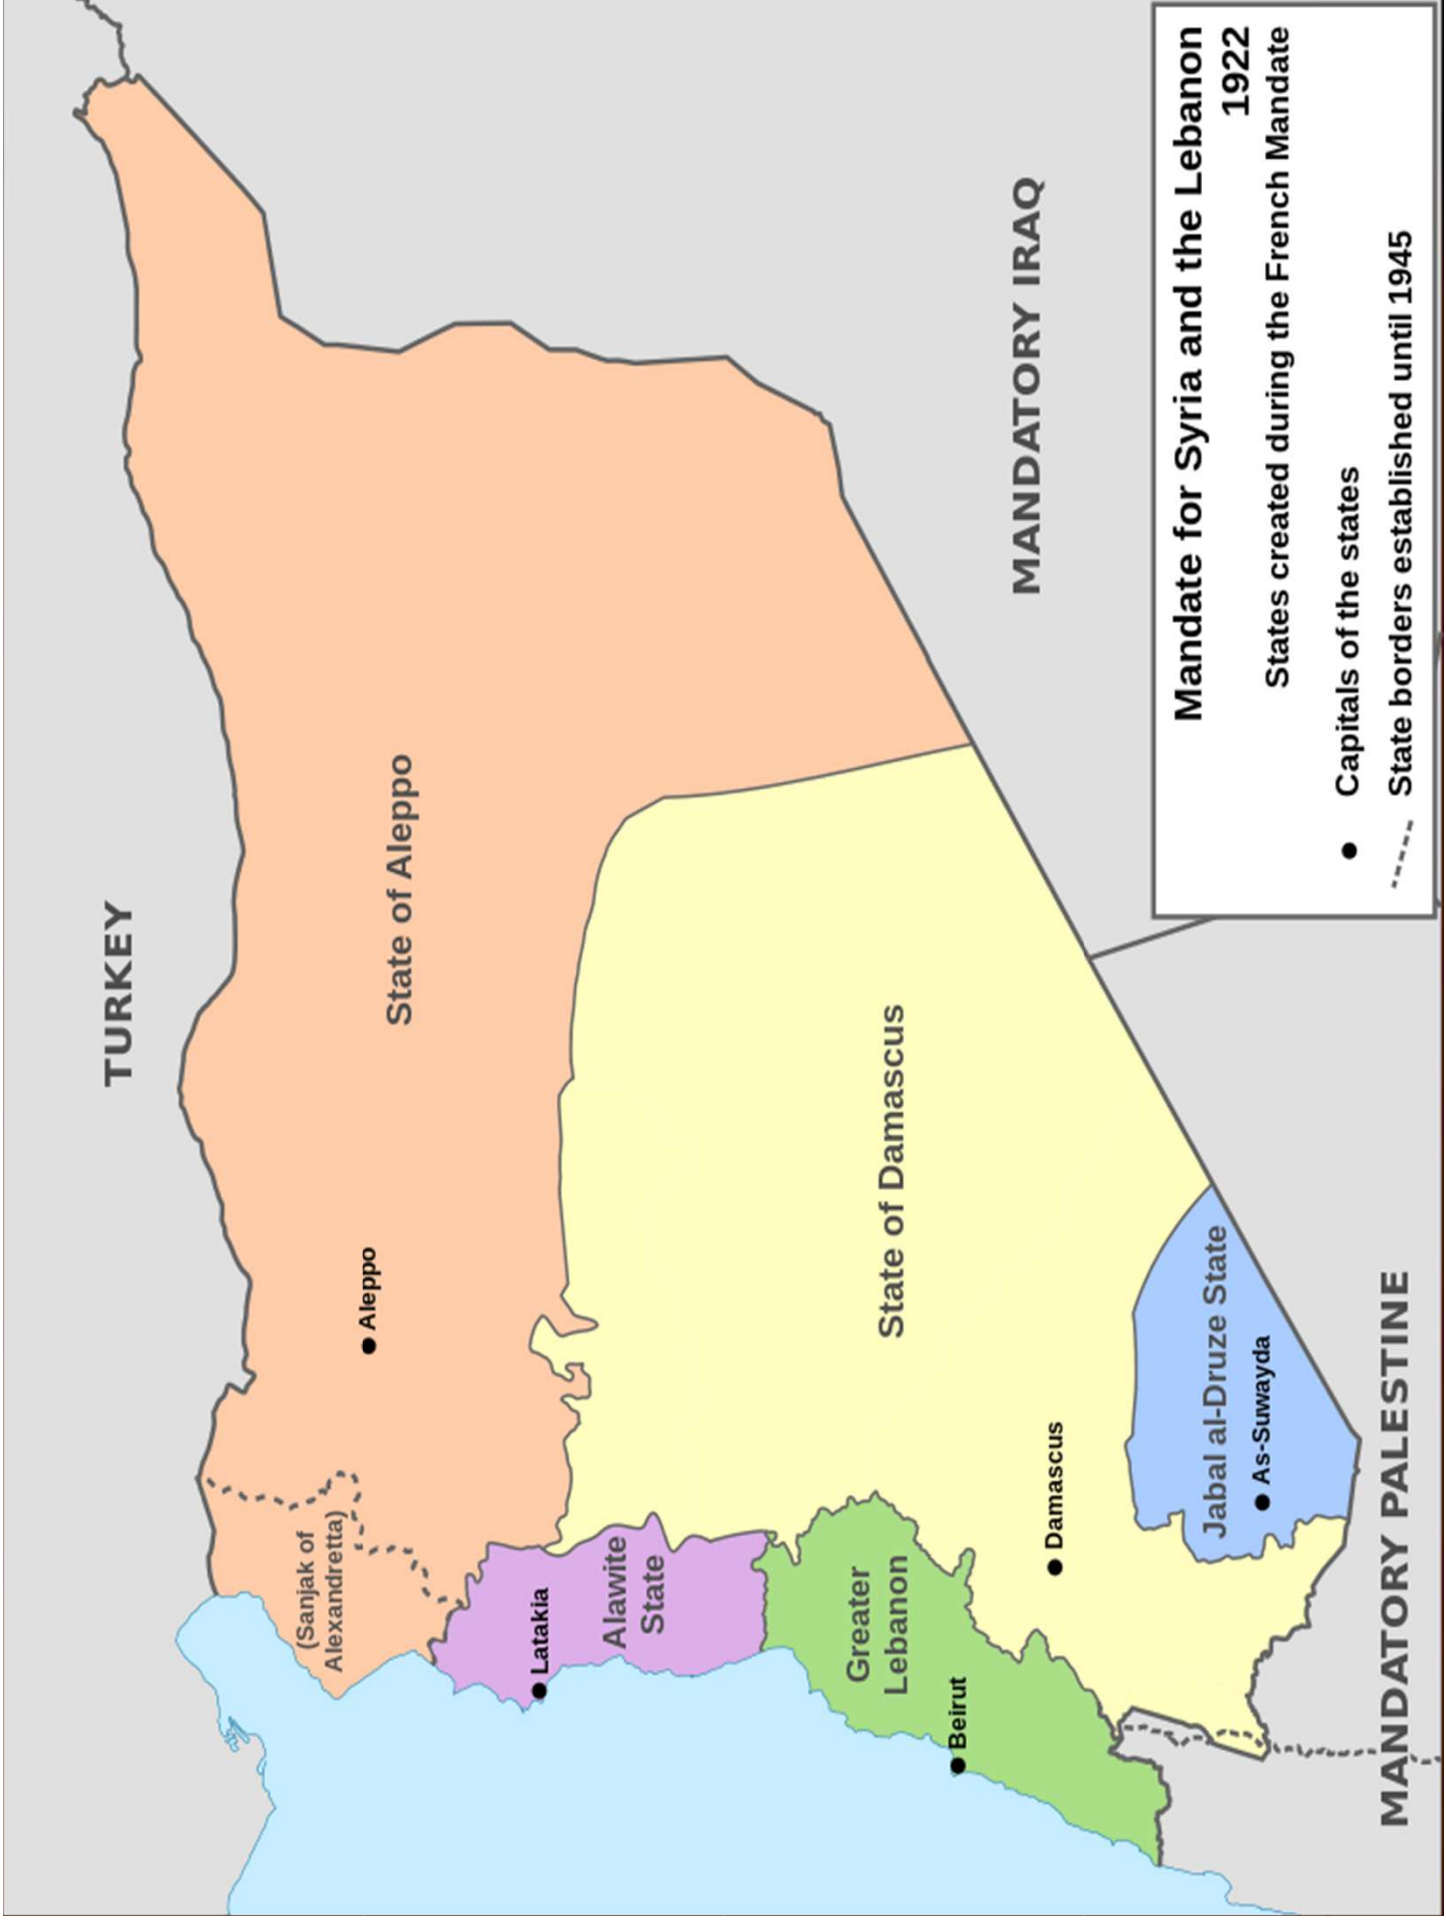 TURKEY
State of Aleppo
Aleppo
(Sanjak of
Alexandretta)
Latakia
Alawite
State
State of Damascus
Greater
Lebanon
Beirut
Damascus
MANDATORY IRAQ
Jabal al-Druze State
As-Suwayda
MANDATORY PALESTINE
Mandate for Syria and the Lebanon
1922
States created during the French Mandate
Capitals of the states
State borders established until 1945